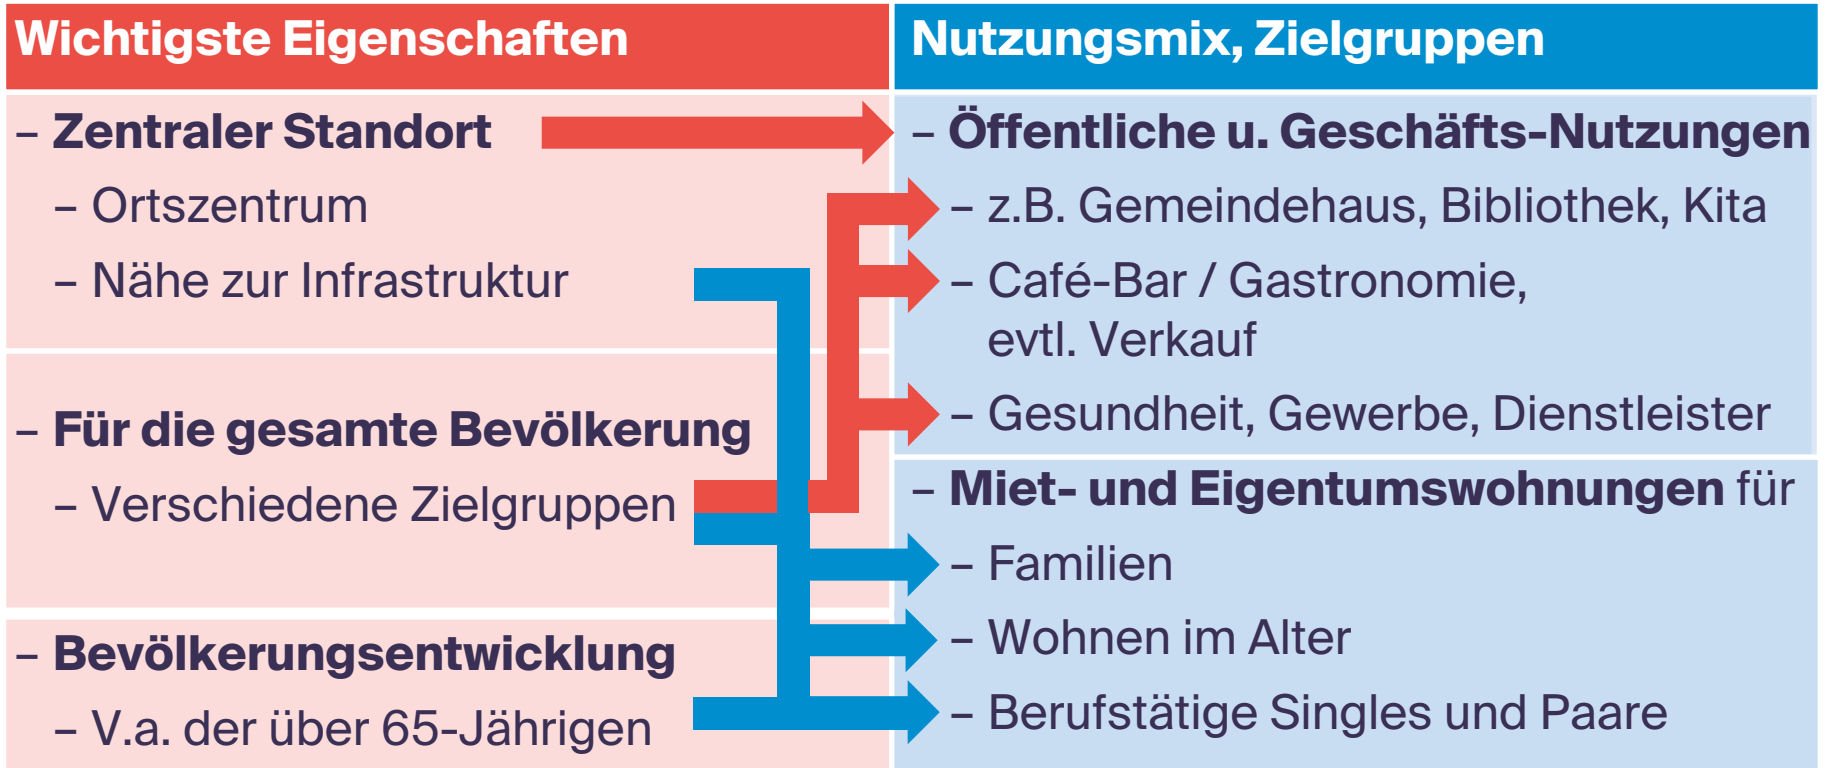 Wichtigste Eigenschaften
– Zentraler Standort
– Ortszentrum
– Nähe zur Infrastruktur
– Für die gesamte Bevölkerung
– Verschiedene Zielgruppen
– Bevölkerungsentwicklung
– V.a. der über 65-Jährigen
Nutzungsmix, Zielgruppen
– Öffentliche u. Geschäfts-Nutzungen
– z.B. Gemeindehaus, Bibliothek, Kita
– Café-Bar / Gastronomie,
evtl. Verkauf
– Gesundheit, Gewerbe, Dienstleister
– Miet- und Eigentumswohnungen für
– Familien
– Wohnen im Alter
– Berufstätige Singles und Paare